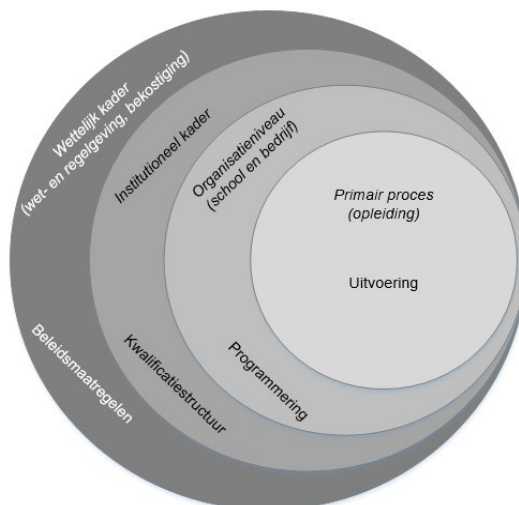 Wettelijk kader
(wet- en regelgeving, bekostiging)
Institutioneel kader
Organisatieniveau
(school en bedrijf)
Primair proces
(opleiding)
Uitvoering
Programmering
Kwalificatiestructuur
Beleidsmaatregelen